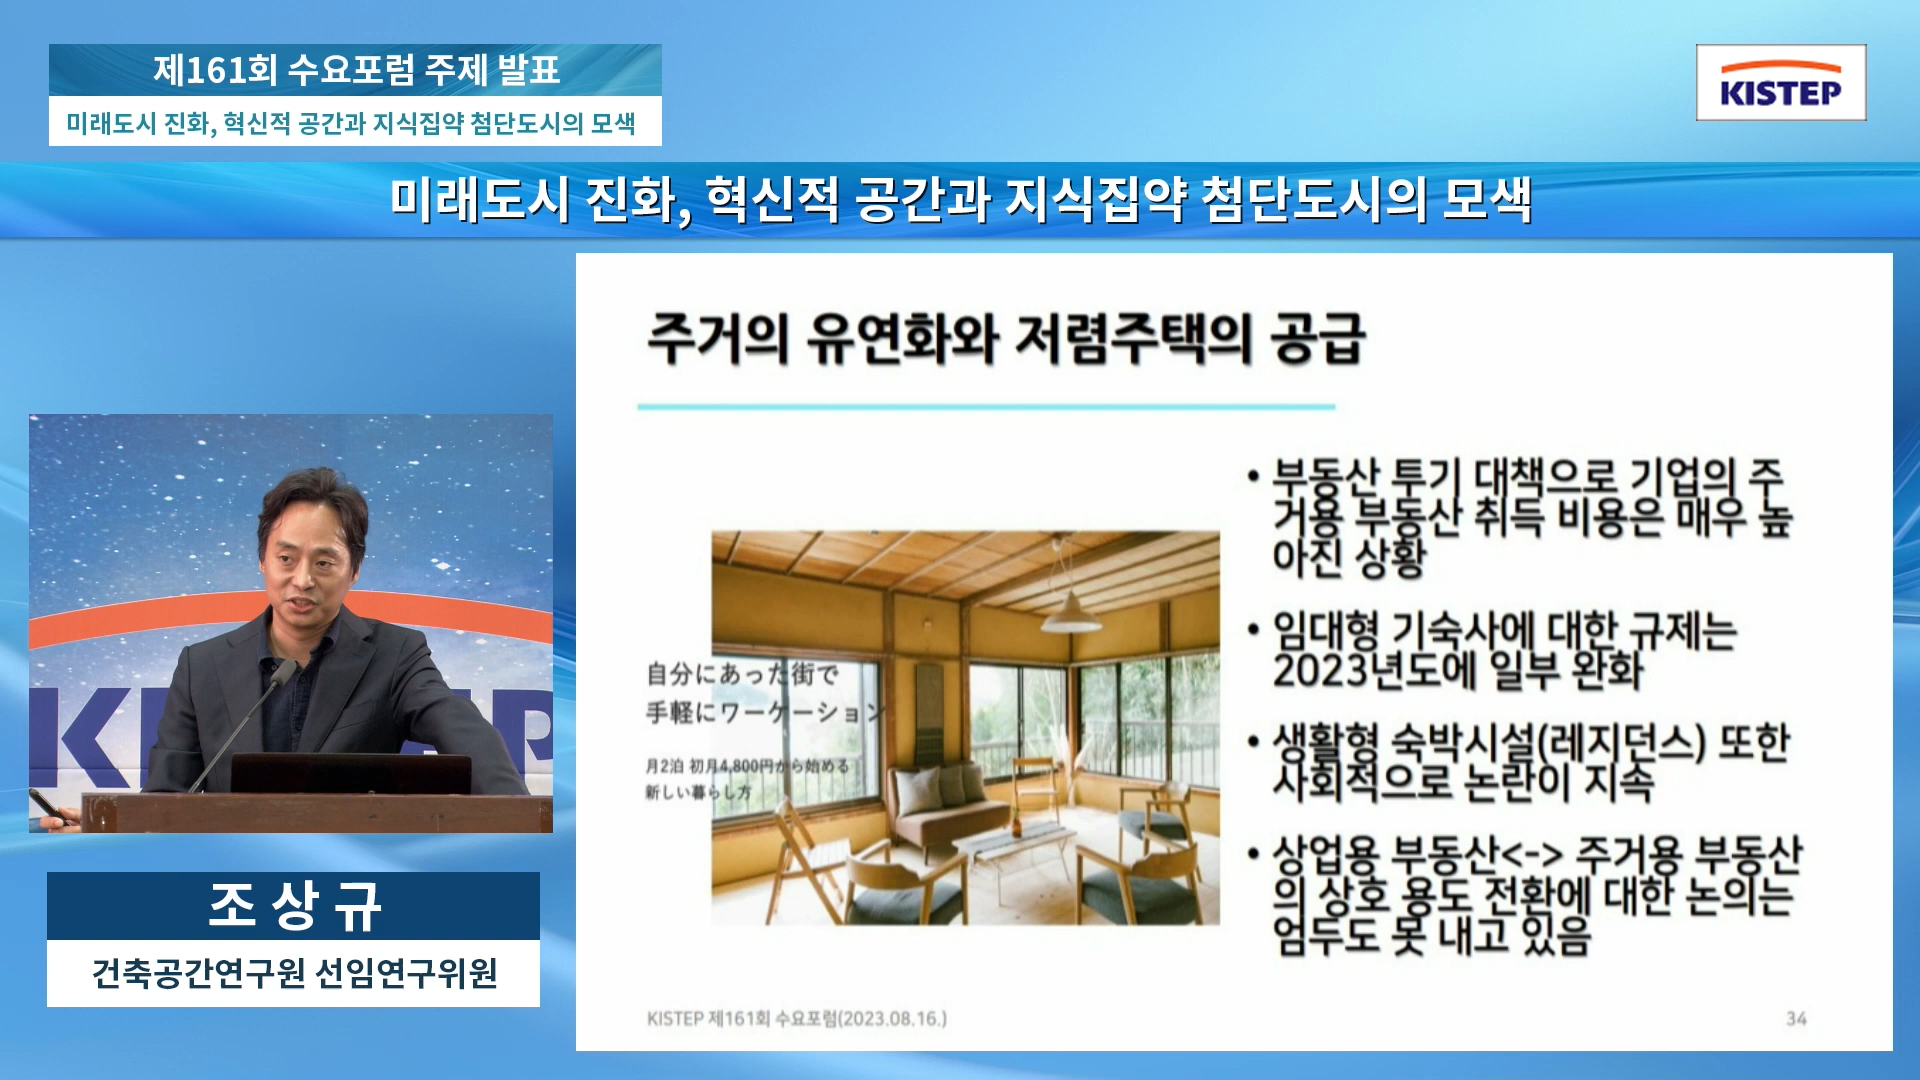 제161회 수요포럼 주제 발표
미래도시 진화, 혁신적 공간과 지식집약 첨단도시의 모색
KISTEP
미래도시 진화, 혁신적 공간과 지식집약 첨단도시의 모색
주거의 유연화와 저렴주택의 공급
• 부동산 투기 대책으로 기업의 주
거용 부동산 취득 비용은 매우 높
아진 상황
• 임대형 기숙사에 대한 규제는
2023년도에 일부 완화
• 생활형 숙박시설(레지던스) 또한
사회적으로 논란이 지속
• 상업용 부동산<-> 주거용 부동산
의 상호 용도 전환에 대한 논의는
엄두도 못 내고 있음
自分にあった街で
手軽にワーケーション
月2泊 初月4,800円から始める
新しい暮らし方
KISTEP 제161회 수요포럼(2023.08.16.)
34
조상규
건축공간연구원 선임연구위원